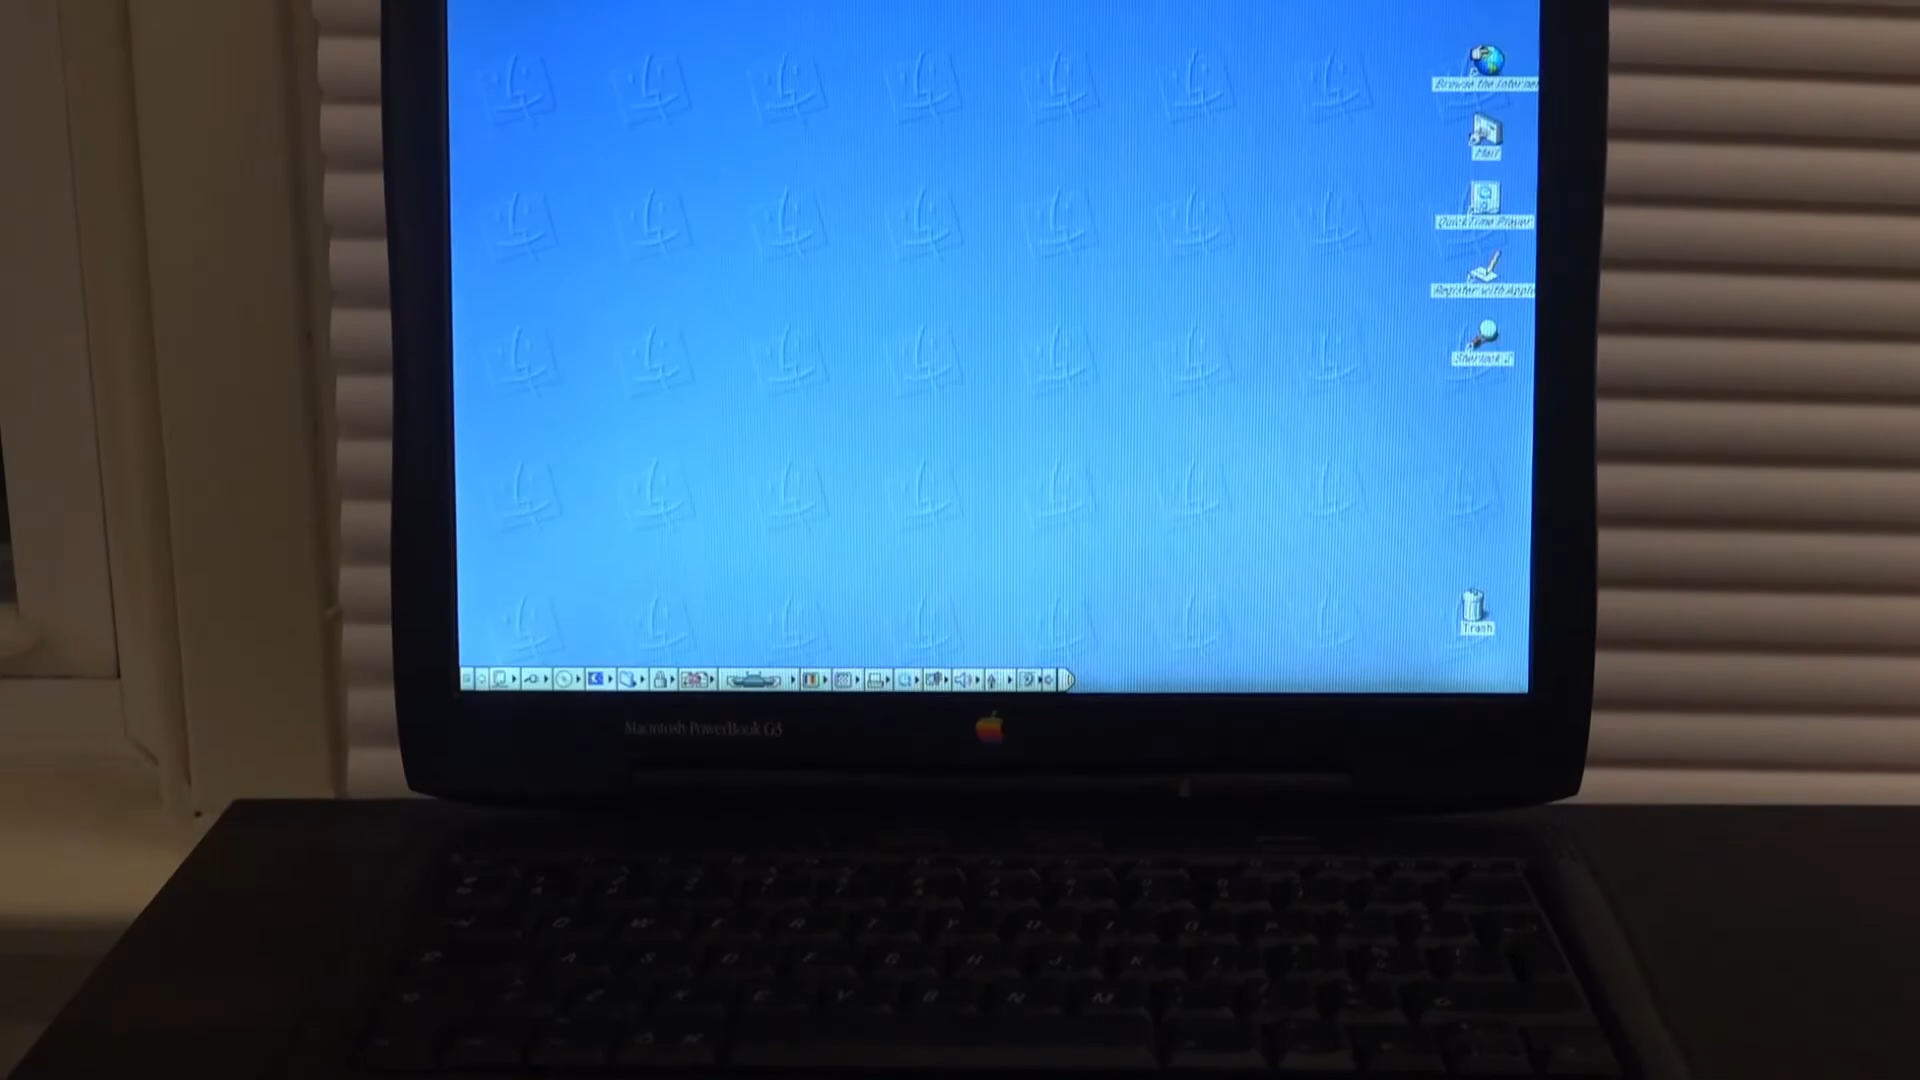 Browse the Internet
Mail
QuickTime Player
Register with Apple
Sherlock 2
Trash
Macintosh PowerBook G3
Q W E R T Y U I O P
A S D F G H J K L
Z X C V B N M